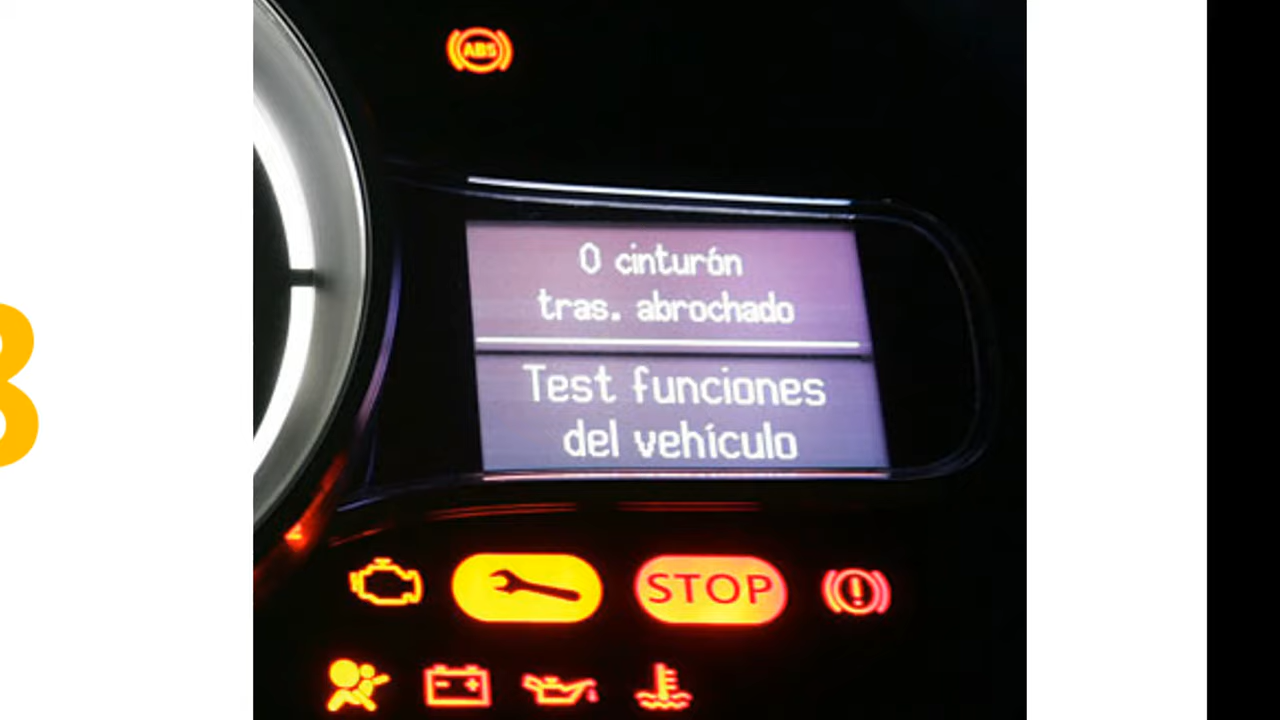 ABS
0 cinturón
tras. abrochado
Test funciones
del vehículo
STOP